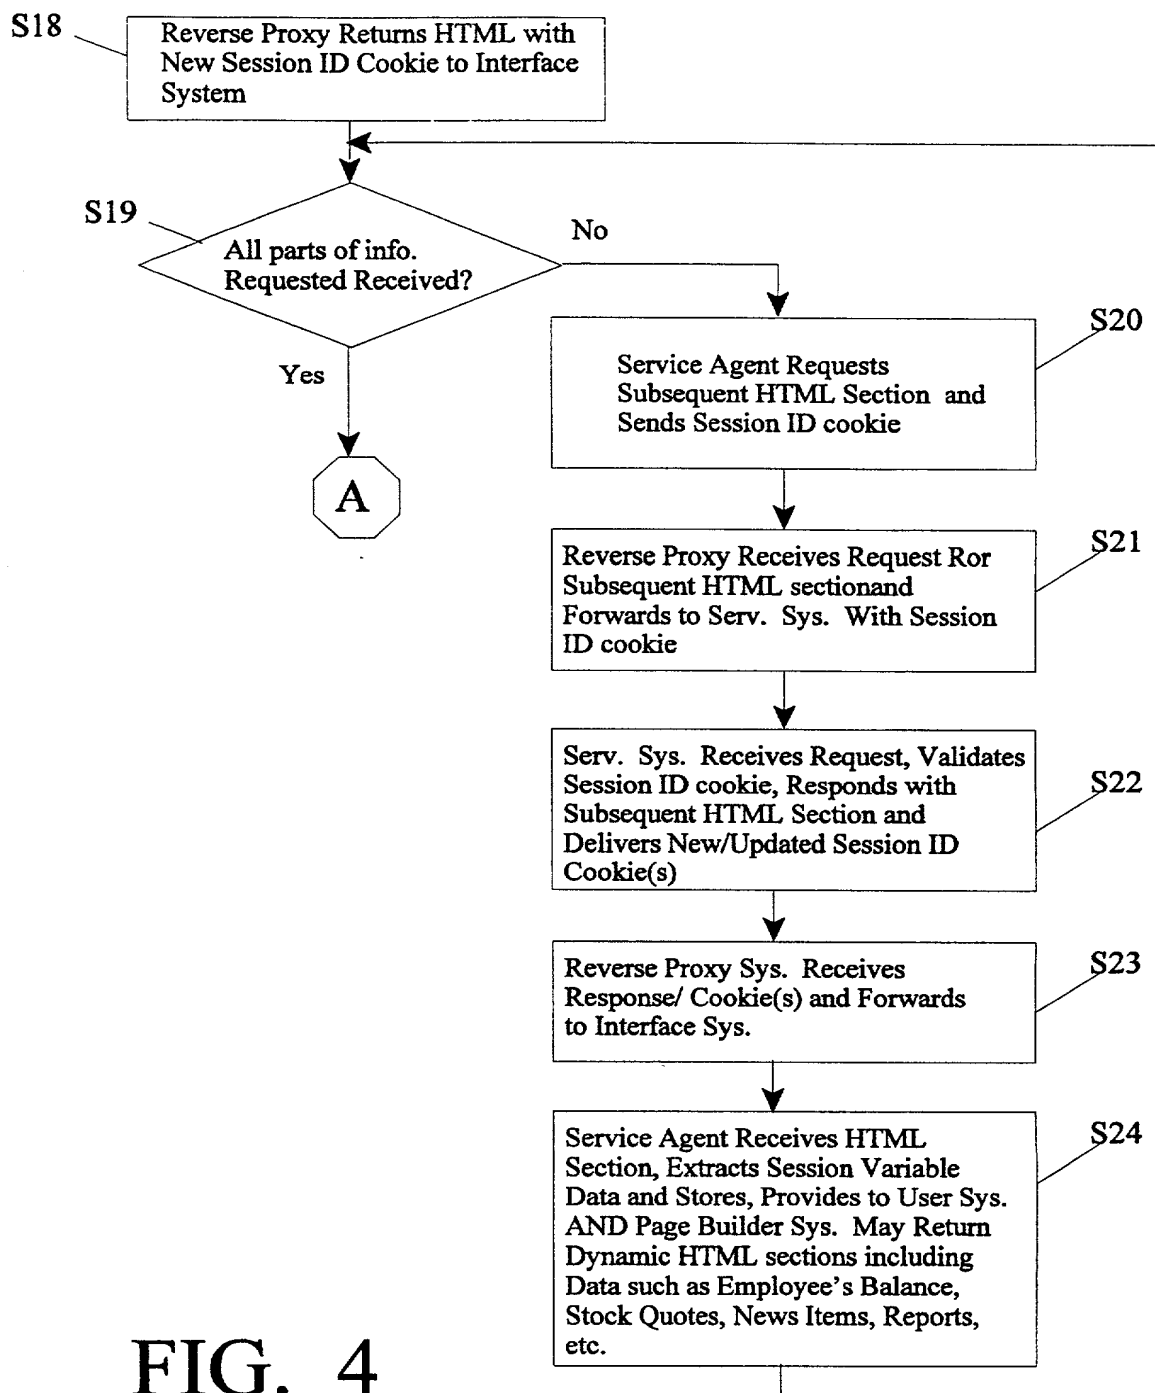 S18
Reverse Proxy Returns HTML with
New Session ID Cookie to Interface
System
S19
All parts of info.
Requested Received?
No
Yes
A
S20
Service Agent Requests
Subsequent HTML Section and
Sends Session ID cookie
S21
Reverse Proxy Receives Request Ror
Subsequent HTML sectionand
Forwards to Serv. Sys. With Session
ID cookie
S22
Serv. Sys. Receives Request, Validates
Session ID cookie, Responds with
Subsequent HTML Section and
Delivers New/Updated Session ID
Cookie(s)
S23
Reverse Proxy Sys. Receives
Response/ Cookie(s) and Forwards
to Interface Sys.
S24
Service Agent Receives HTML
Section, Extracts Session Variable
Data and Stores, Provides to User Sys.
AND Page Builder Sys. May Return
Dynamic HTML sections including
Data such as Employee's Balance,
Stock Quotes, News Items, Reports,
etc.
FIG. 4